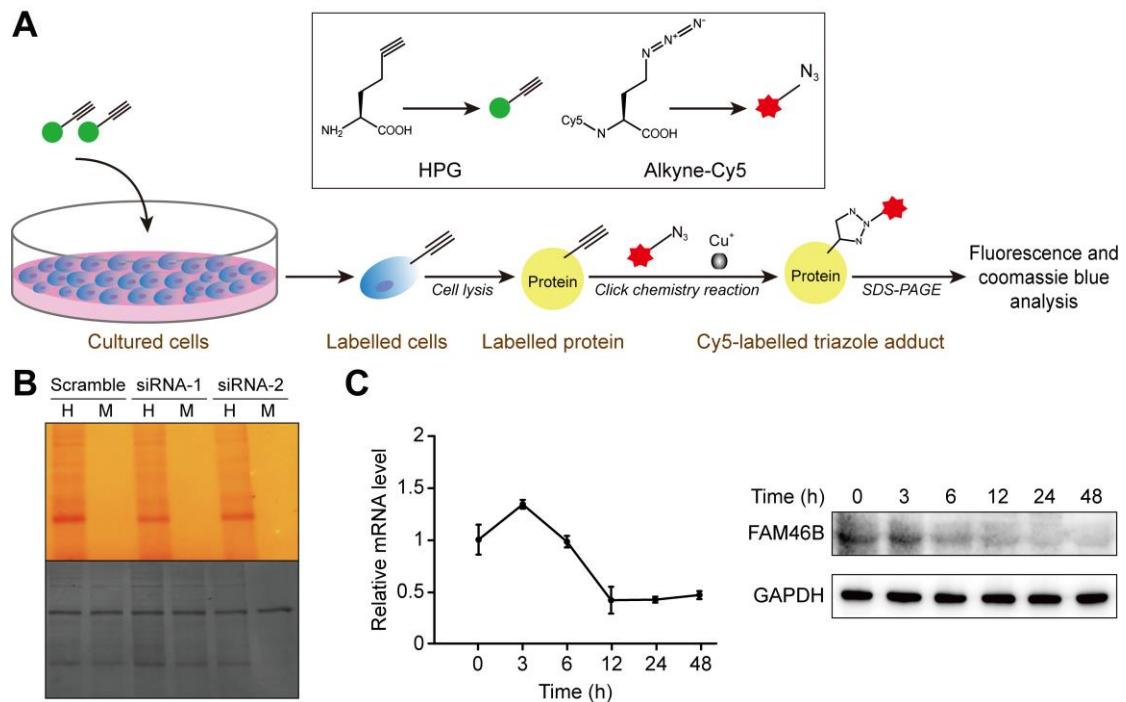 A
NH2
COOH
HPG
N
N+
N-
Cy5
N
COOH
Alkyne-Cy5
N3
Cultured cells
Labelled cells
Cell lysis
Protein
Labelled protein
N3
Cu+
Click chemistry reaction
Protein
N
N
N
Cy5-labelled triazole adduct
SDS-PAGE
Fluorescence and
coomassie blue
analysis
B
Scramble siRNA-1 siRNA-2
H M H M H M
C
Relative mRNA level
2
1.5
1
0.5
0
0 3 6 12 24 48
Time (h)
Time (h) 0 3 6 12 24 48
FAM46B
GAPDH